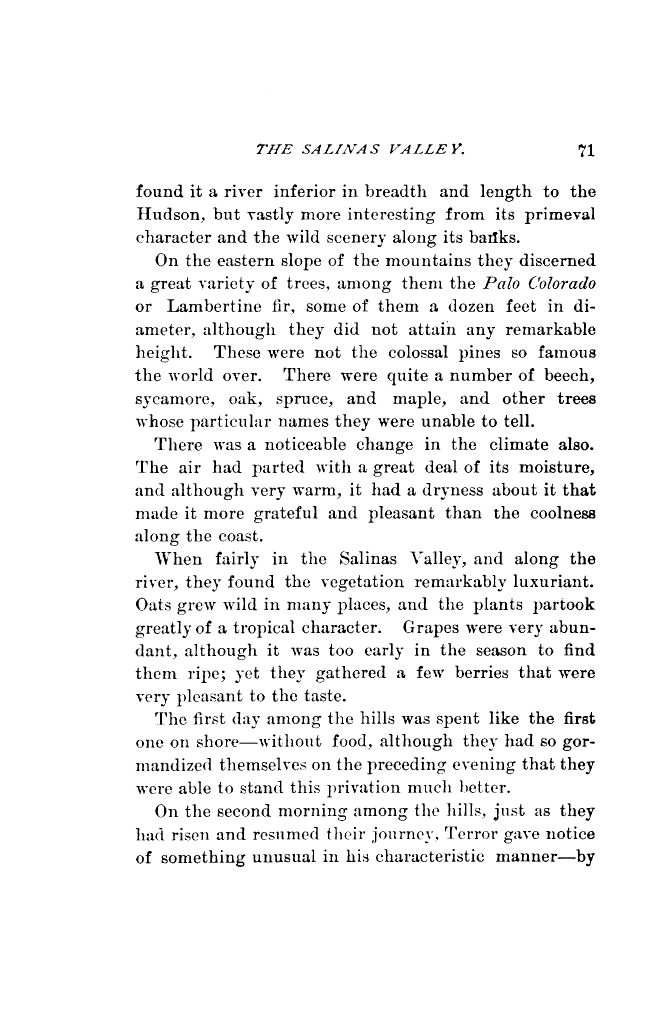 THE SALINAS VALLEY. 71
found it a river inferior in breadth and length to the
Hudson, but vastly more interesting from its primeval
character and the wild scenery along its banks.
On the eastern slope of the mountains they discerned
a great variety of trees, among them the Palo Colorado
or Lambertine fir, some of them a dozen feet in di-
ameter, although they did not attain any remarkable
height. These were not the colossal pines so famous
the world over. There were quite a number of beech,
sycamore, oak, spruce, and maple, and other trees
whose particular names they were unable to tell.
There was a noticeable change in the climate also.
The air had parted with a great deal of its moisture,
and although very warm, it had a dryness about it that
made it more grateful and pleasant than the coolness
along the coast.
When fairly in the Salinas Valley, and along the
river, they found the vegetation remarkably luxuriant.
Oats grew wild in many places, and the plants partook
greatly of a tropical character. Grapes were very abun-
dant, although it was too early in the season to find
them ripe; yet they gathered a few berries that were
very pleasant to the taste.
The first day among the hills was spent like the first
one on shore—without food, although they had so gor-
mandized themselves on the preceding evening that they
were able to stand this privation much better.
On the second morning among the hills, just as they
had risen and resumed their journey, Terror gave notice
of something unusual in his characteristic manner—by